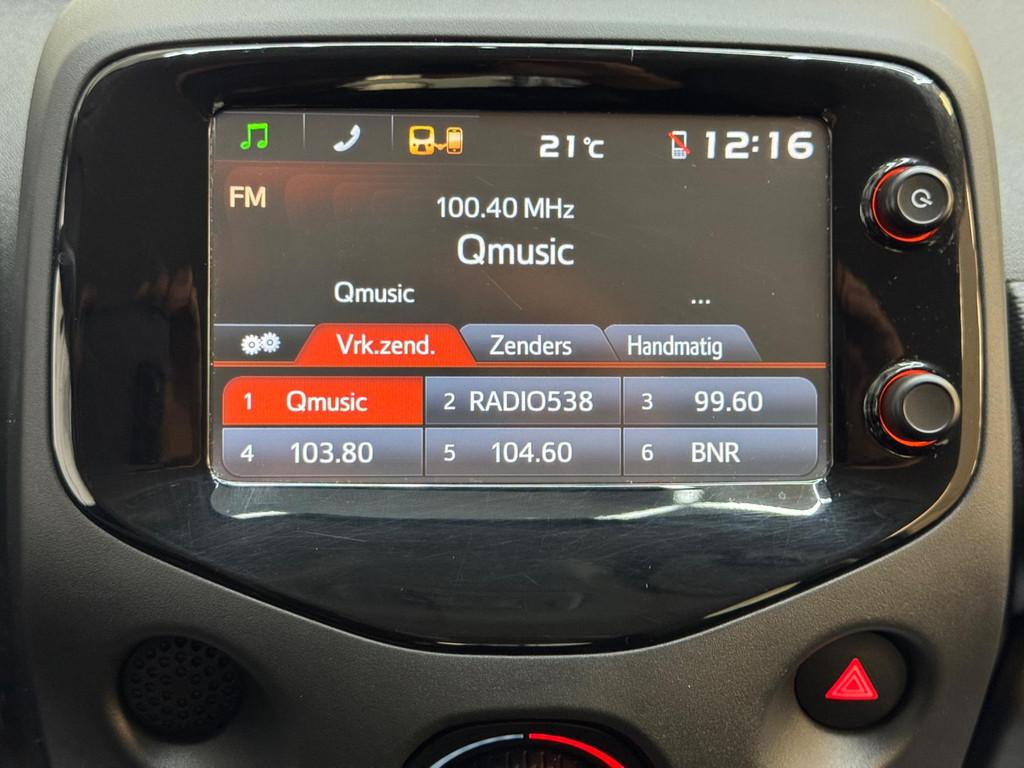 21°C 12:16
FM
100.40 MHz
Qmusic
Qmusic ...
Vrk.zend. Zenders Handmatig
1 Qmusic 2 RADIO538 3 99.60
4 103.80 5 104.60 6 BNR